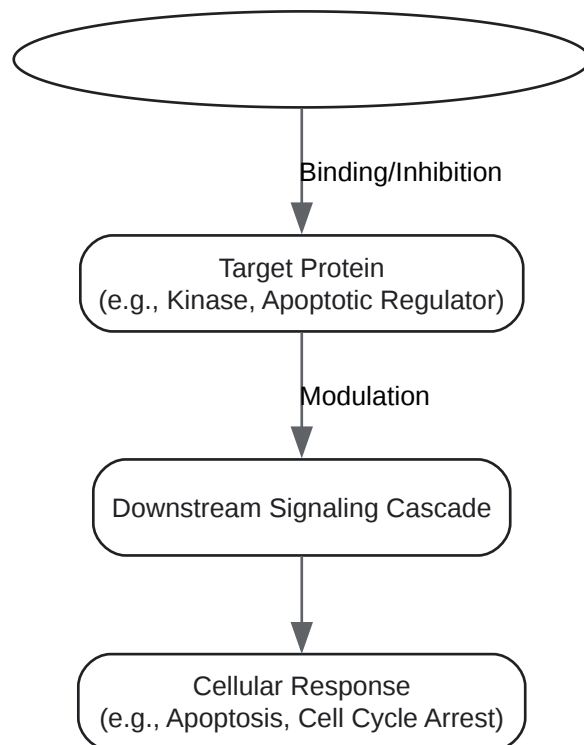 Binding/Inhibition
Target Protein
(e.g., Kinase, Apoptotic Regulator)
Modulation
Downstream Signaling Cascade
Cellular Response
(e.g., Apoptosis, Cell Cycle Arrest)